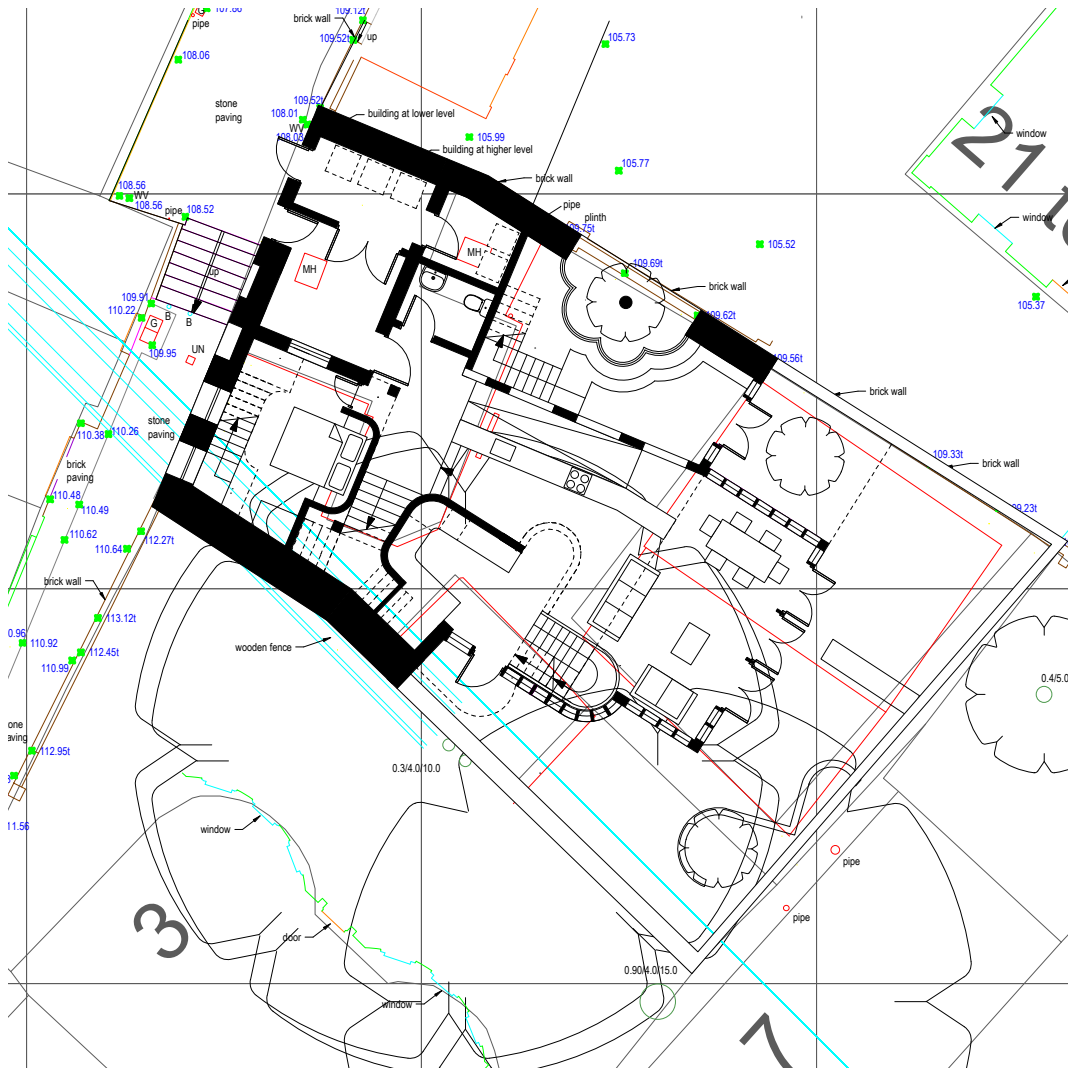 109.12t
brick wall
pipe
109.52t
up
105.73
108.06
109.52t
stone
paving
108.01
WV
108.03
building at lower level
105.99
building at higher level
21 to
window
105.77
brick wall
108.56
WV
108.56
pipe
108.52
pipe
plinth
window
105.52
MH
MH
up
109.69t
brick wall
105.37
109.91
110.22
G
B
B
109.62t
UN
109.95
109.56t
brick wall
stone
paving
110.38
110.26
brick
paving
109.33t
brick wall
110.48
110.49
110.62
112.27t
110.64
brick wall
113.12t
110.92
112.45t
110.99
wooden fence
0.4/5.0
112.95t
0.3/4.0/10.0
window
pipe
3
pipe
door
0.90/4.0/15.0
window
7